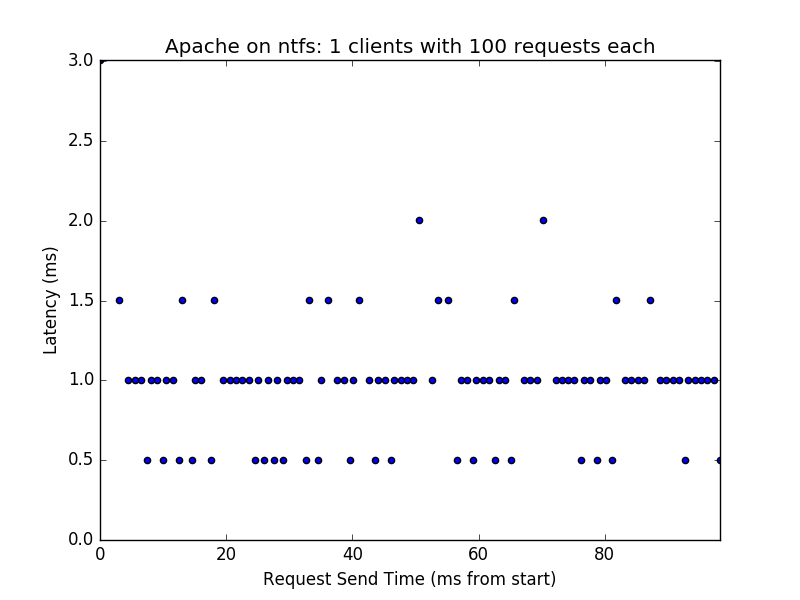 Apache on ntfs: 1 clients with 100 requests each
3.0
2.5
2.0
1.5
1.0
0.5
0.0
Latency (ms)
0 20 40 60 80
Request Send Time (ms from start)